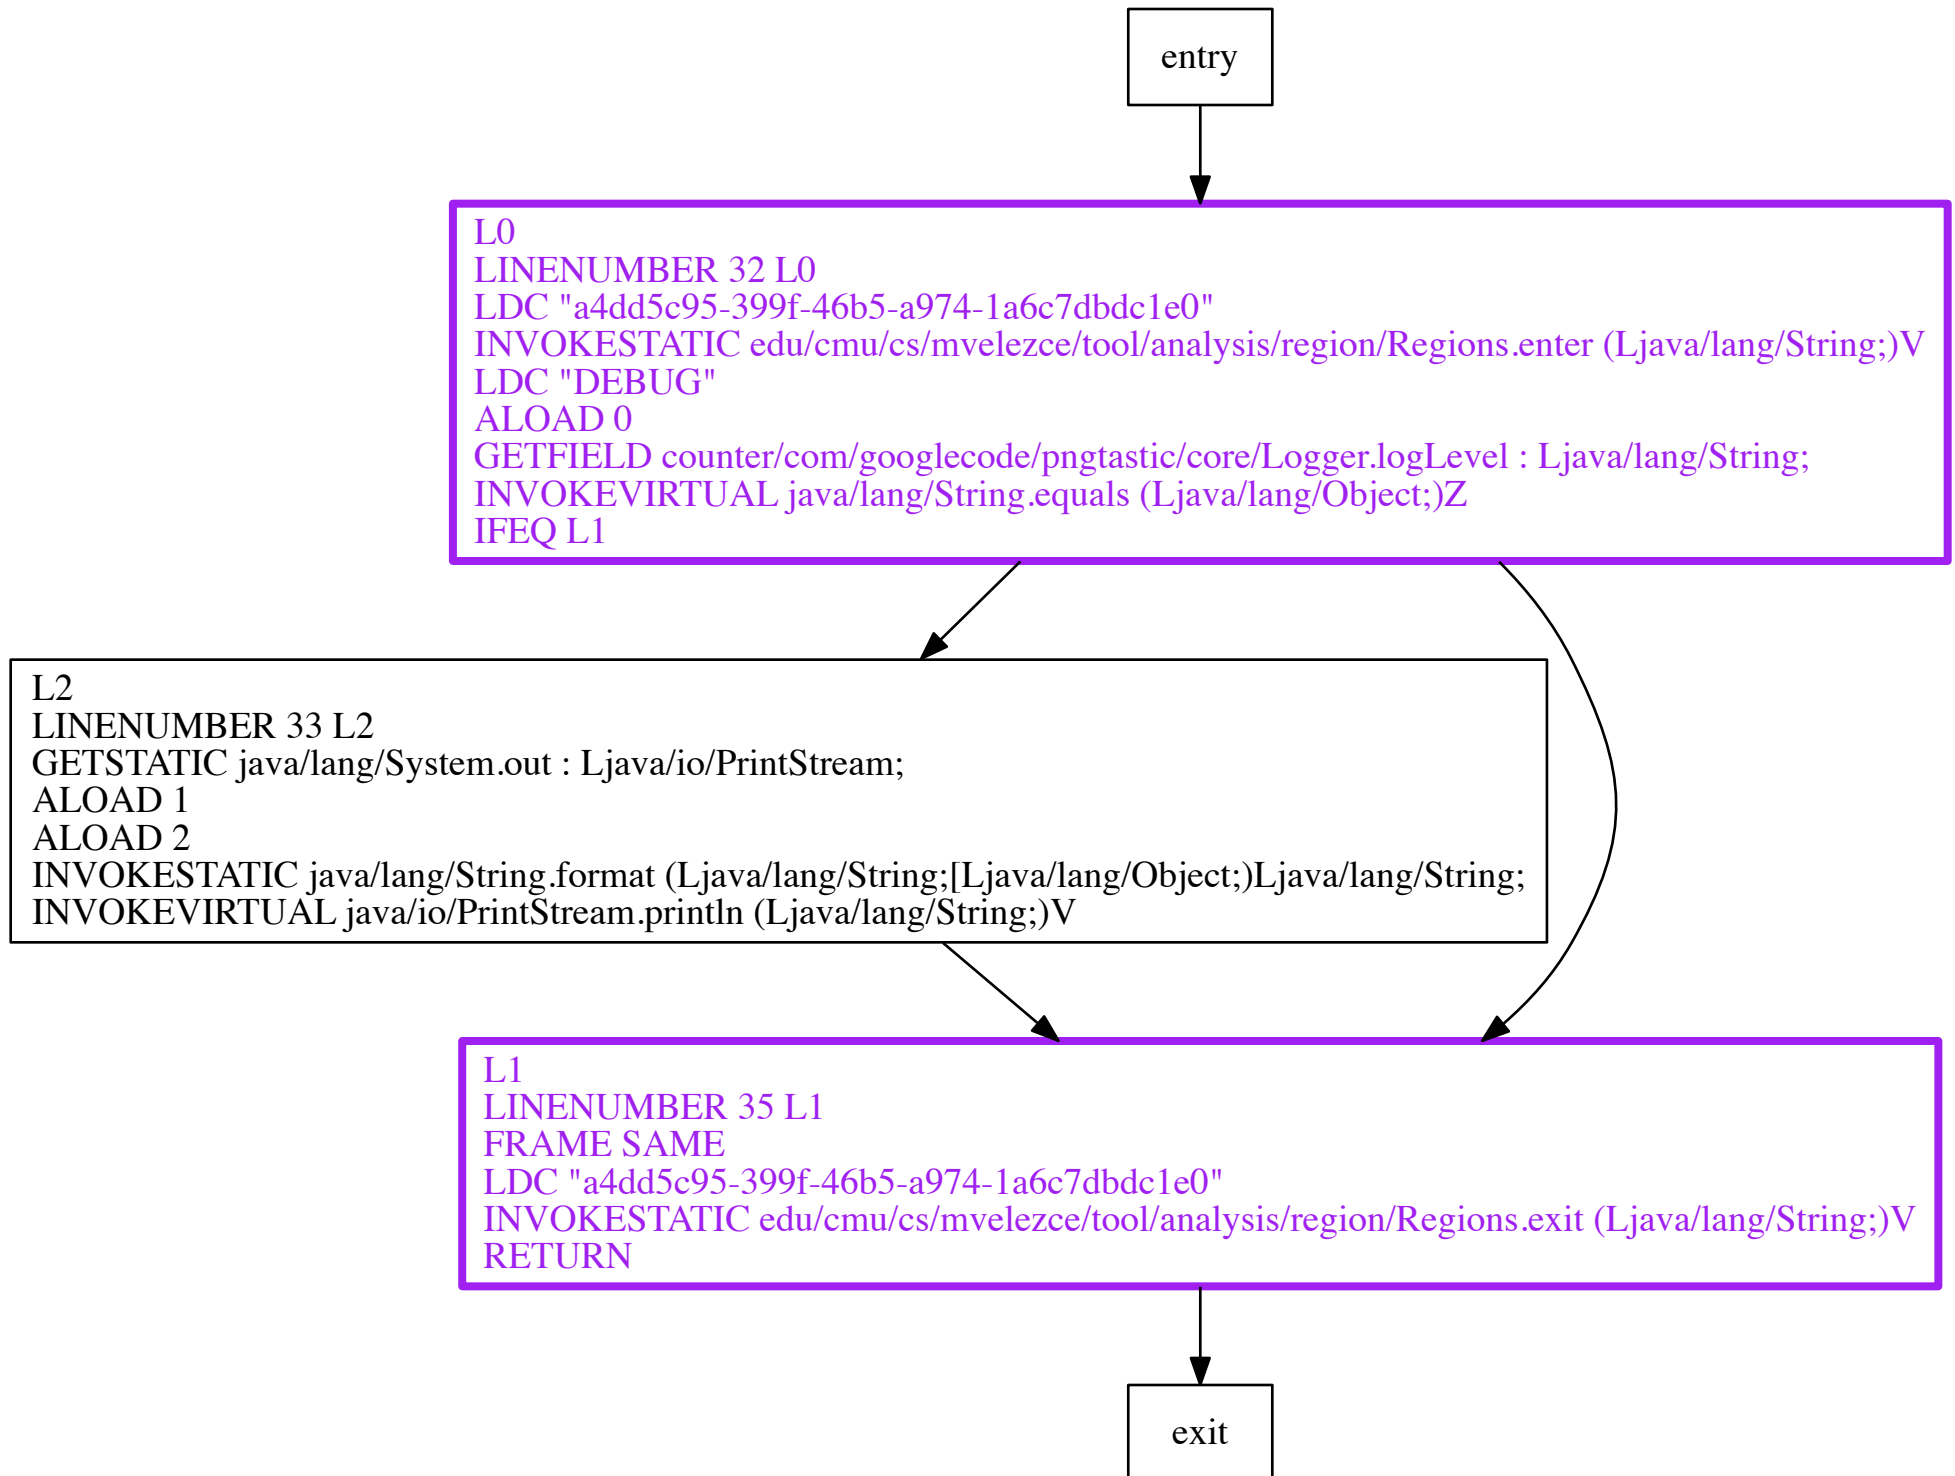 entry
L0
LINENUMBER 32 L0
LDC "a4dd5c95-399f-46b5-a974-1a6c7dbdc1e0"
INVOKESTATIC edu/cmu/cs/mvelezce/tool/analysis/region/Regions.enter (Ljava/lang/String;)V
LDC "DEBUG"
ALOAD 0
GETFIELD counter/com/googlecode/pngtastic/core/Logger.logLevel : Ljava/lang/String;
INVOKEVIRTUAL java/lang/String.equals (Ljava/lang/Object;)Z
IFEQ L1
L2
LINENUMBER 33 L2
GETSTATIC java/lang/System.out : Ljava/io/PrintStream;
ALOAD 1
ALOAD 2
INVOKESTATIC java/lang/String.format (Ljava/lang/String;[Ljava/lang/Object;)Ljava/lang/String;
INVOKEVIRTUAL java/io/PrintStream.println (Ljava/lang/String;)V
L1
LINENUMBER 35 L1
FRAME SAME
LDC "a4dd5c95-399f-46b5-a974-1a6c7dbdc1e0"
INVOKESTATIC edu/cmu/cs/mvelezce/tool/analysis/region/Regions.exit (Ljava/lang/String;)V
RETURN
exit